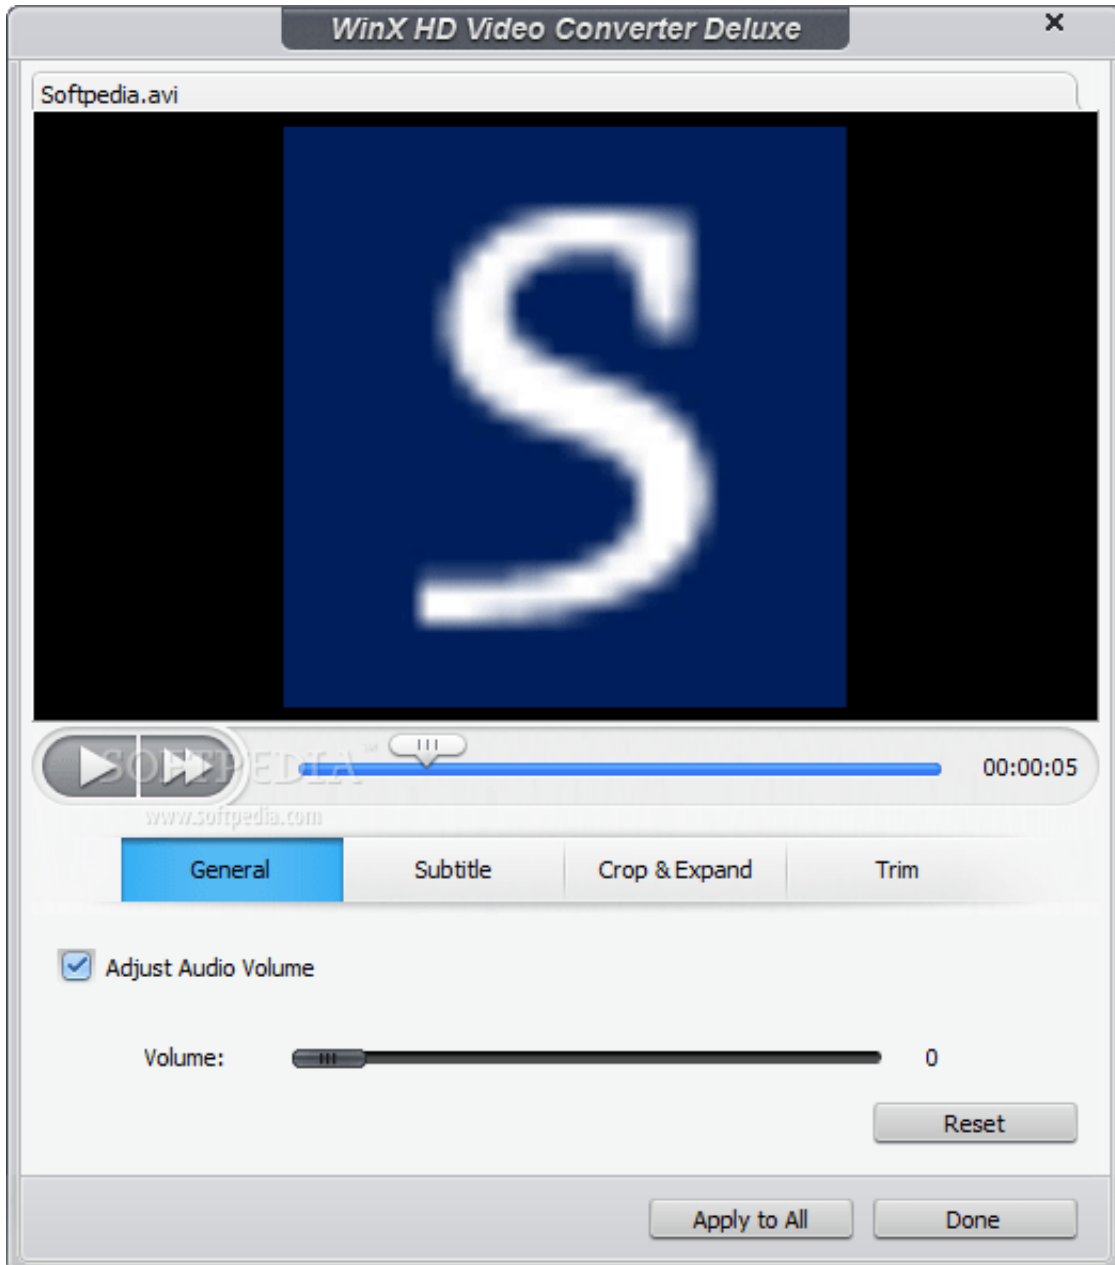 WinX HD Video Converter Deluxe
Softpedia.avi
S
SOFTPEDIA™
00:00:05
www.softpedia.com
General Subtitle Crop & Expand Trim
Adjust Audio Volume
Volume: 0
Reset
Apply to All Done